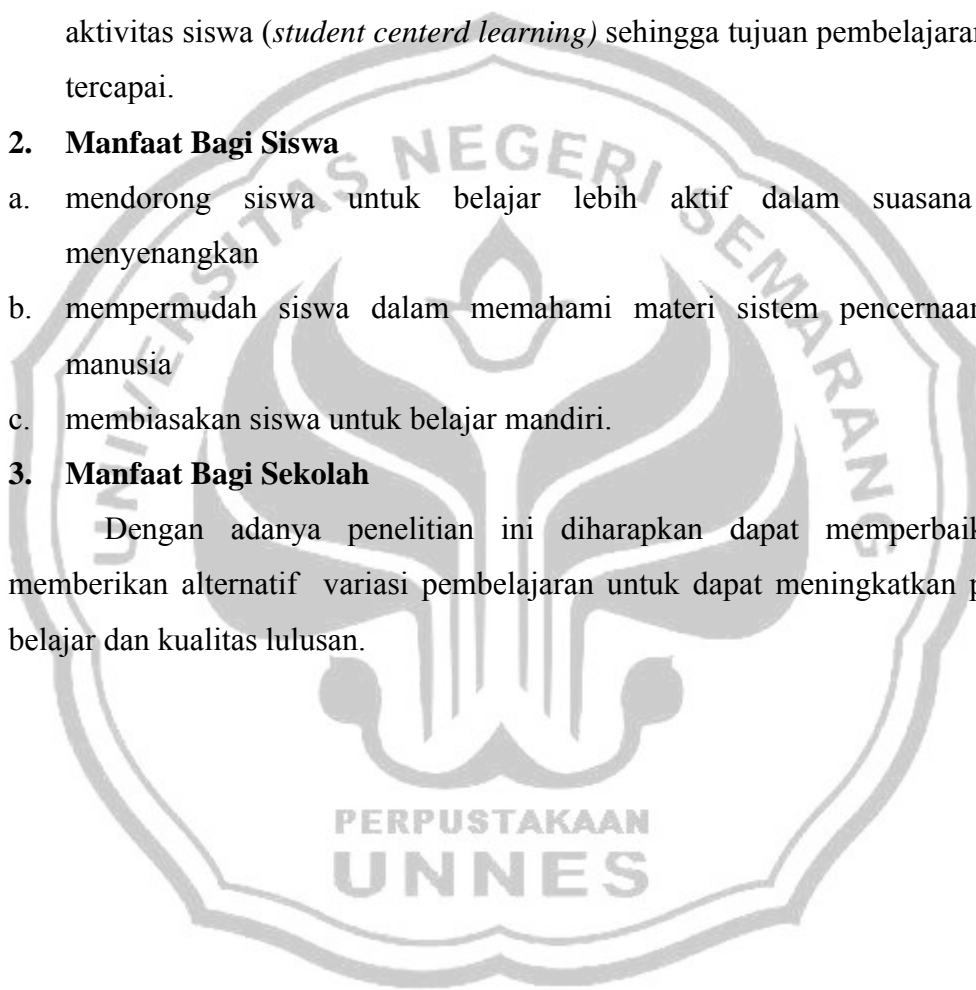 aktivitas siswa (student centerd learning) sehingga tujuan pembelajaran
tercapai.
2. Manfaat Bagi Siswa
a. mendorong siswa untuk belajar lebih aktif dalam suasana
menyenangkan
b. mempermudah siswa dalam memahami materi sistem pencernaan
manusia
c. membiasakan siswa untuk belajar mandiri.
3. Manfaat Bagi Sekolah
Dengan adanya penelitian ini diharapkan dapat
memberikan alternatif variasi pembelajaran untuk dapat meningkatkan
belajar dan kualitas lulusan.
UNIVERSITAS NEGERI SEMARANG
PERPUSTAKAAN
UNNES